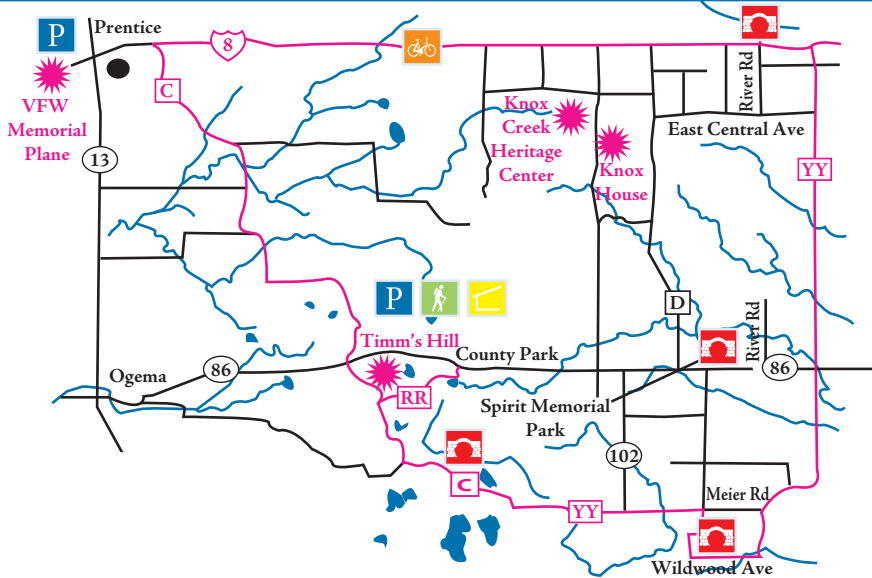 P
Prentice
8
River Rd
C
VFW
Memorial
Plane
Knox
Creek
Heritage
Center
East Central Ave
Knox
House
13
YY
P
D
River Rd
Timm's Hill
County Park
Ogema
86
86
RR
Spirit Memorial
Park
102
C
Meier Rd
YY
Wildwood Ave